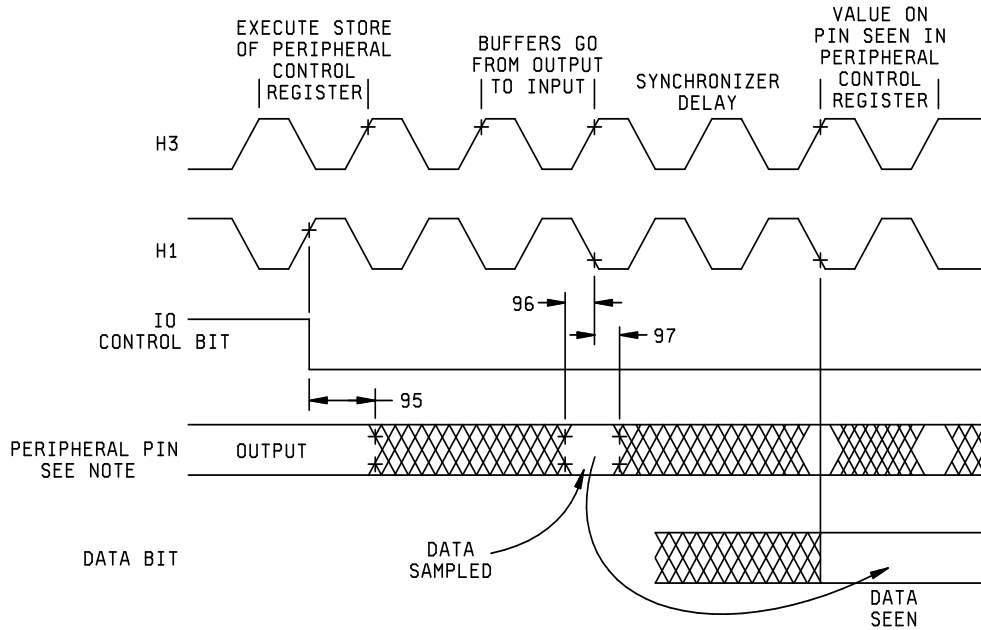 EXECUTE STORE
OF PERIPHERAL
CONTROL
REGISTER
BUFFERS GO
FROM OUTPUT
TO INPUT
SYNCHRONIZER
DELAY
VALUE ON
PIN SEEN IN
PERIPHERAL
CONTROL
REGISTER
H3
H1
96
97
IO
CONTROL BIT
95
PERIPHERAL PIN
SEE NOTE
OUTPUT
DATA BIT
DATA
SAMPLED
DATA
SEEN